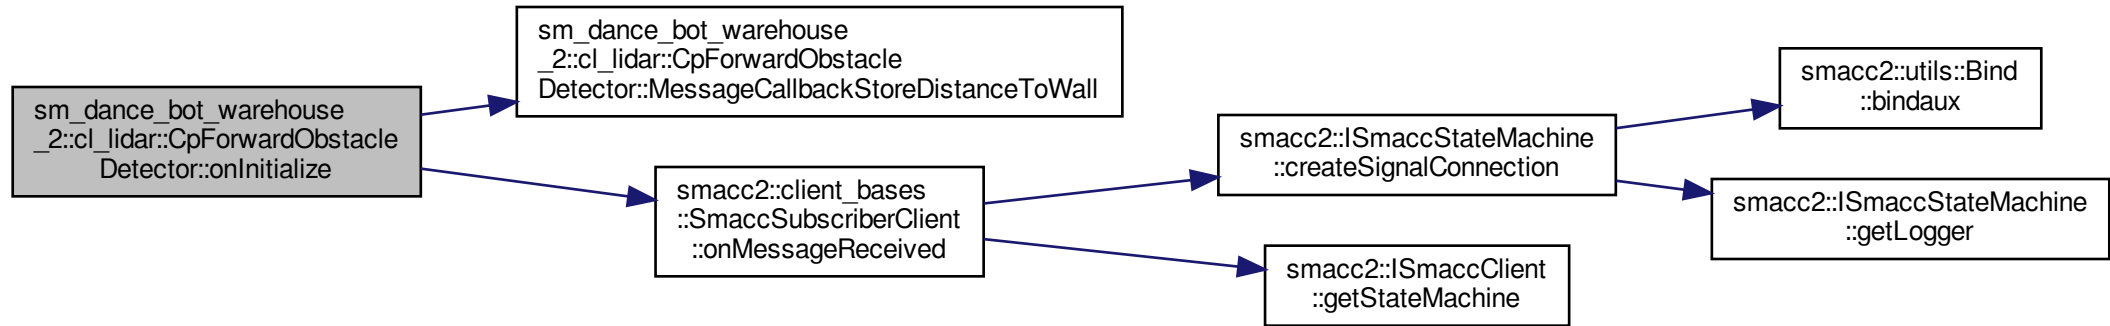 sm_dance_bot_warehouse
_2::cl_lidar::CpForwardObstacle
Detector::onInitialize
sm_dance_bot_warehouse
_2::cl_lidar::CpForwardObstacle
Detector::MessageCallbackStoreDistanceToWall
smacc2::client_bases
::SmaccSubscriberClient
::onMessageReceived
smacc2::ISmaccStateMachine
::createSignalConnection
smacc2::utils::Bind
::bindaux
smacc2::ISmaccStateMachine
::getLogger
smacc2::ISmaccClient
::getStateMachine